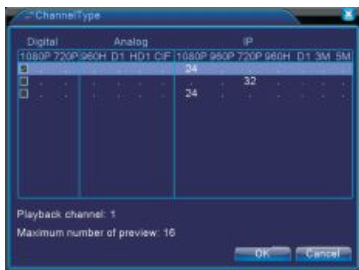 ChannelType
Digital Analog IP
1080P 720P 960H D1 HD1 CIF 1080P 960P 720P 960H D1 3M 5M
24
32
24
Playback channel: 1
Maximum number of preview: 16
OK Cancel